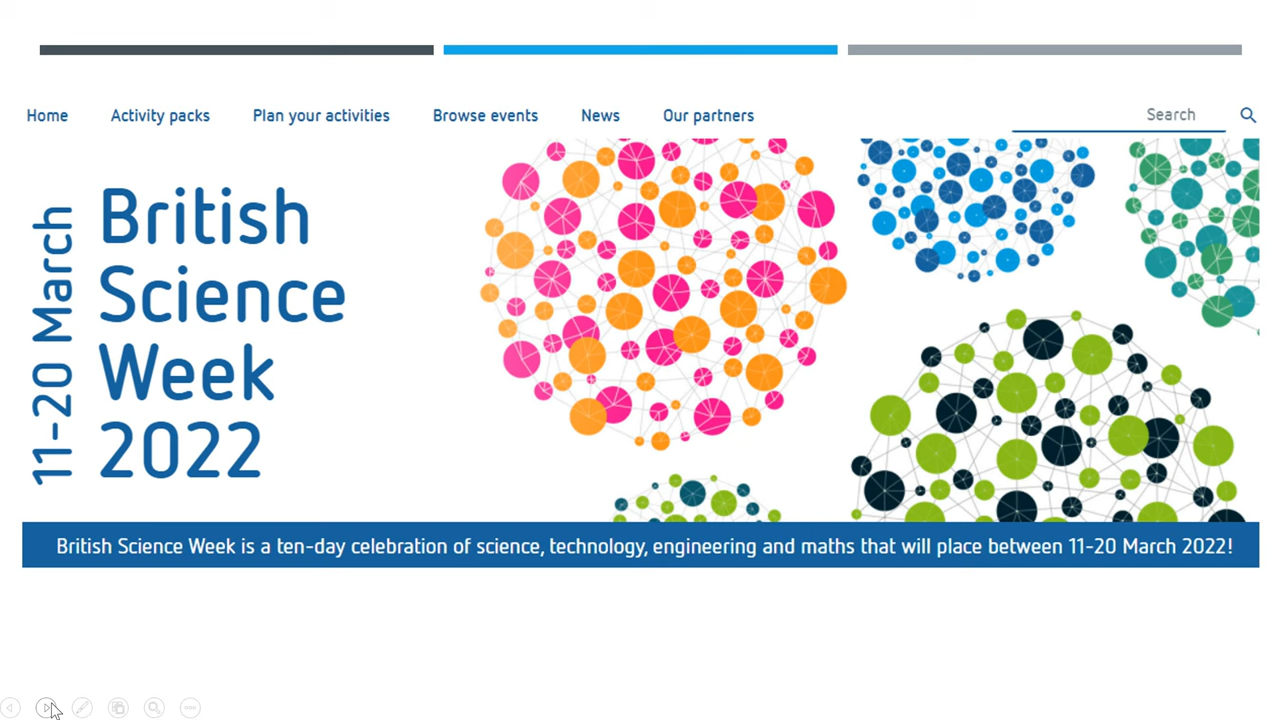 Home Activity packs Plan your activities Browse events News Our partners Search
11-20 March
British
Science
Week
2022
British Science Week is a ten-day celebration of science, technology, engineering and maths that will place between 11-20 March 2022!